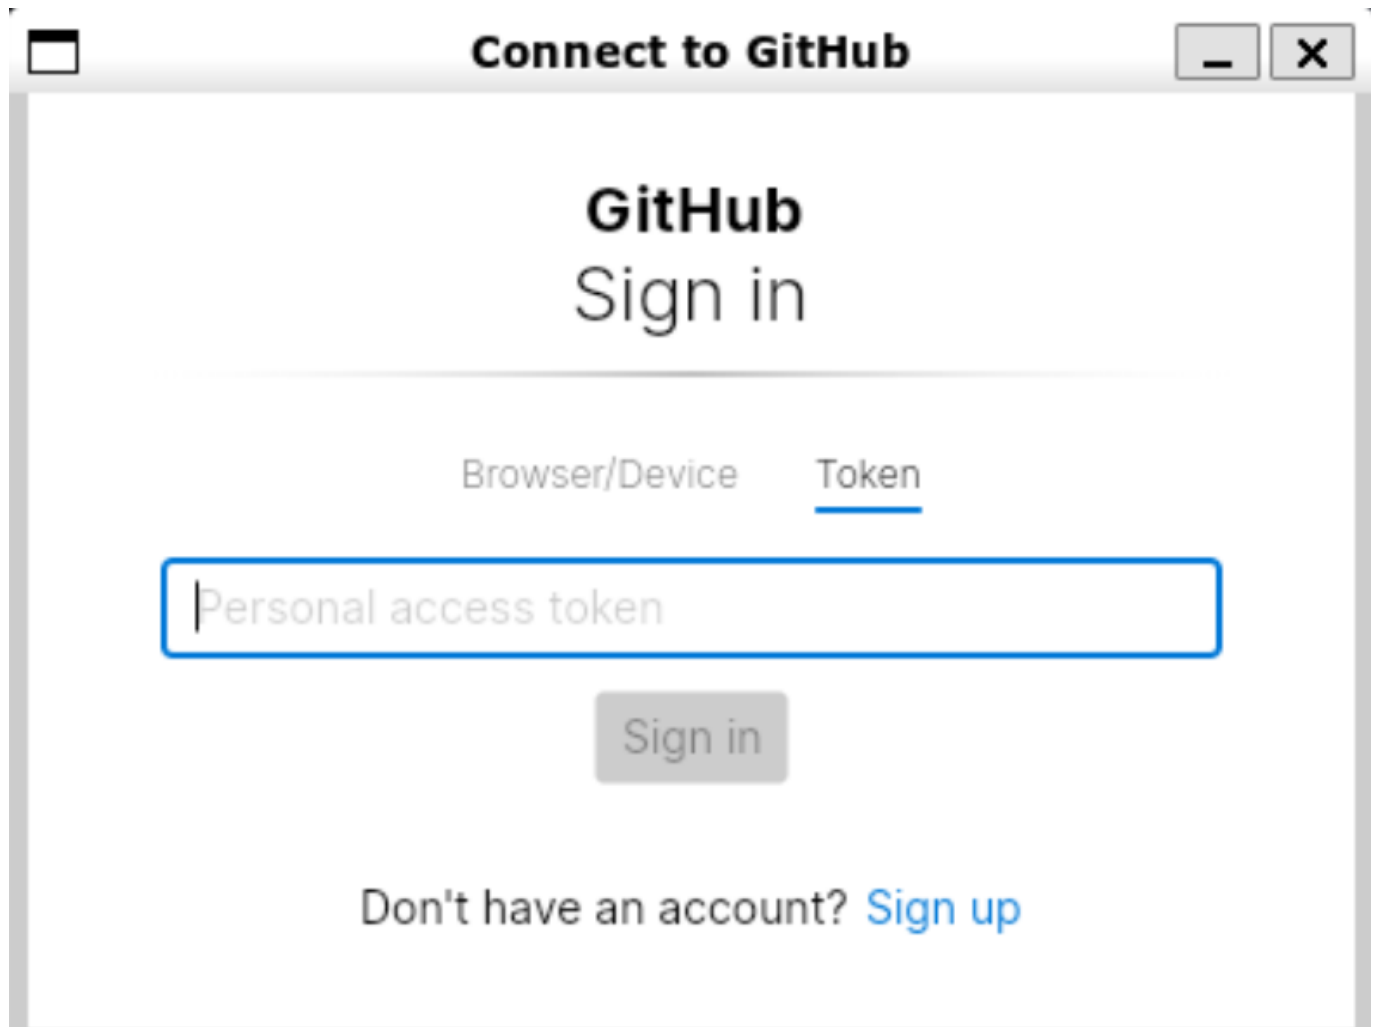 Connect to GitHub
GitHub
Sign in
Browser/Device Token
Personal access token
Sign in
Don't have an account? Sign up